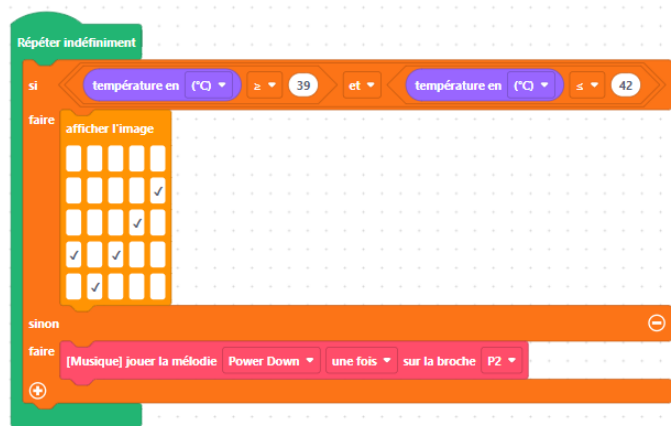 Répéter indéfiniment
si température en (°C) ≥ 39 et température en (°C) ≤ 42
faire afficher l'image
sinon
faire [Musique] jouer la mélodie Power Down une fois sur la broche P2